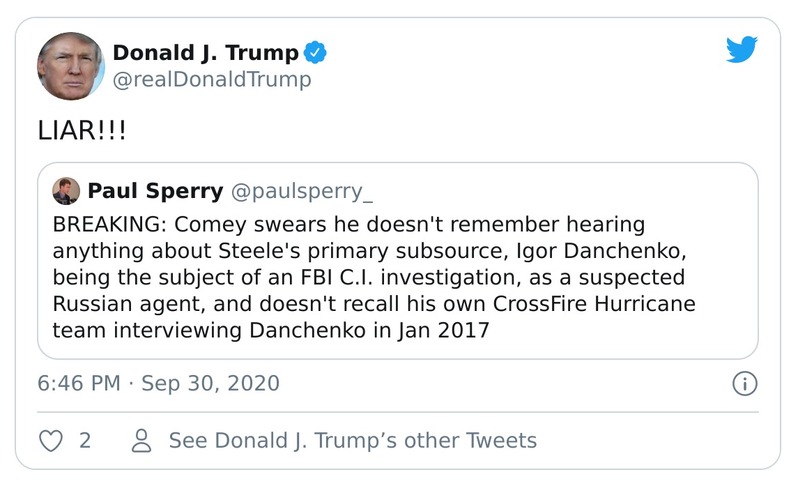 Donald J. Trump
@realDonaldTrump
LIAR!!!
Paul Sperry @paulsperry_
BREAKING: Comey swears he doesn't remember hearing
anything about Steele's primary subsource, Igor Danchenko,
being the subject of an FBI C.I. investigation, as a suspected
Russian agent, and doesn't recall his own CrossFire Hurricane
team interviewing Danchenko in Jan 2017
6:46 PM · Sep 30, 2020
2 See Donald J. Trump’s other Tweets